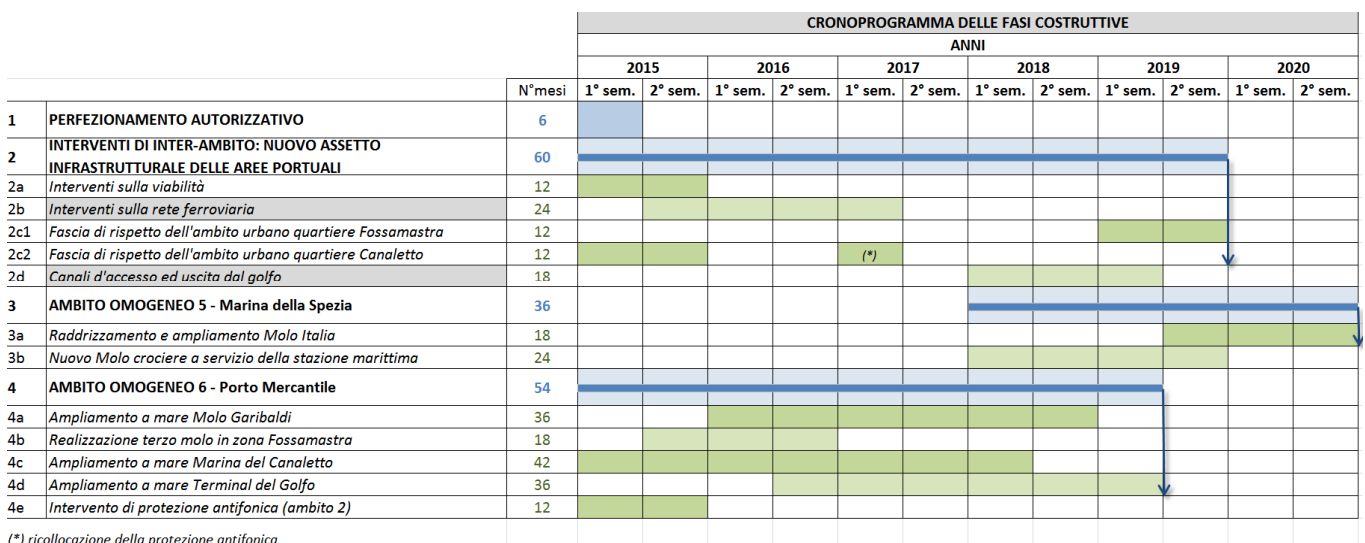 CRONOPROGRAMMA DELLE FASI COSTRUTTIVE
ANNI
2015 2016 2017 2018 2019 2020
N°mesi 1° sem. 2° sem. 1° sem. 2° sem. 1° sem. 2° sem. 1° sem. 2° sem. 1° sem. 2° sem. 1° sem. 2° sem.
1 PERFEZIONAMENTO AUTORIZZATIVO 6
2 INTERVENTI DI INTER-AMBITO: NUOVO ASSETTO
INFRASTRUTTURALE DELLE AREE PORTUALI 60
2a Interventi sulla viabilità 12
2b Interventi sulla rete ferroviaria 24
2c1 Fascia di rispetto dell'ambito urbano quartiere Fossamastra 12
2c2 Fascia di rispetto dell'ambito urbano quartiere Canaletto 12 (*)
2d Canali d'accesso ed uscita dal golfo 18
3 AMBITO OMOGENEO 5 - Marina della Spezia 36
3a Raddrizzamento e ampliamento Molo Italia 18
3b Nuovo Molo crociere a servizio della stazione marittima 24
4 AMBITO OMOGENEO 6 - Porto Mercantile 54
4a Ampliamento a mare Molo Garibaldi 36
4b Realizzazione terzo molo in zona Fossamastra 18
4c Ampliamento a mare Marina del Canaletto 42
4d Ampliamento a mare Terminal del Golfo 36
4e Intervento di protezione antifonica (ambito 2) 12
(*) ricollocazione della protezione antifonica